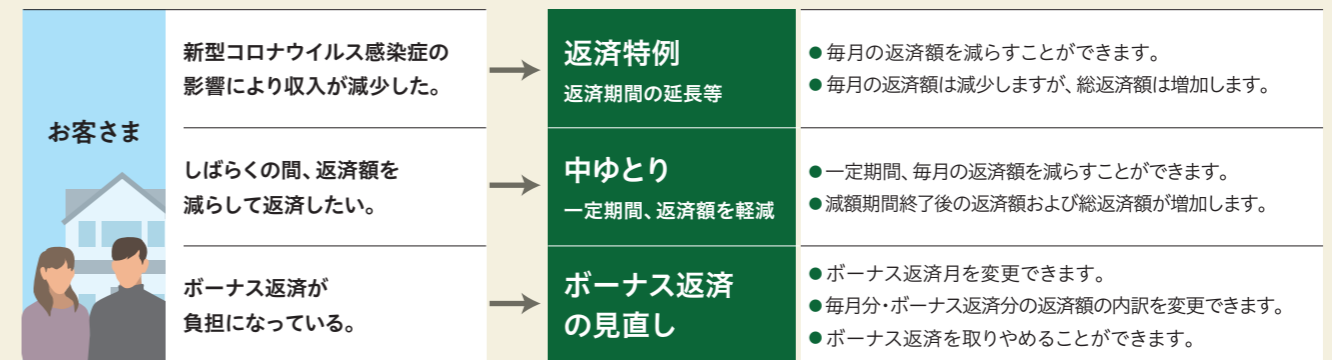 お客さま
新型コロナウイルス感染症の
影響により収入が減少した。
返済特例
返済期間の延長等
●毎月の返済額を減らすことができます。
●毎月の返済額は減少しますが、総返済額は増加します。
しばらくの間、返済額を
減らして返済したい。
中ゆとり
一定期間、返済額を軽減
●一定期間、毎月の返済額を減らすことができます。
●減額期間終了後の返済額および総返済額が増加します。
ボーナス返済が
負担になっている。
ボーナス返済
の見直し
●ボーナス返済月を変更できます。
●毎月分・ボーナス返済分の返済額の内訳を変更できます。
●ボーナス返済を取りやめることができます。